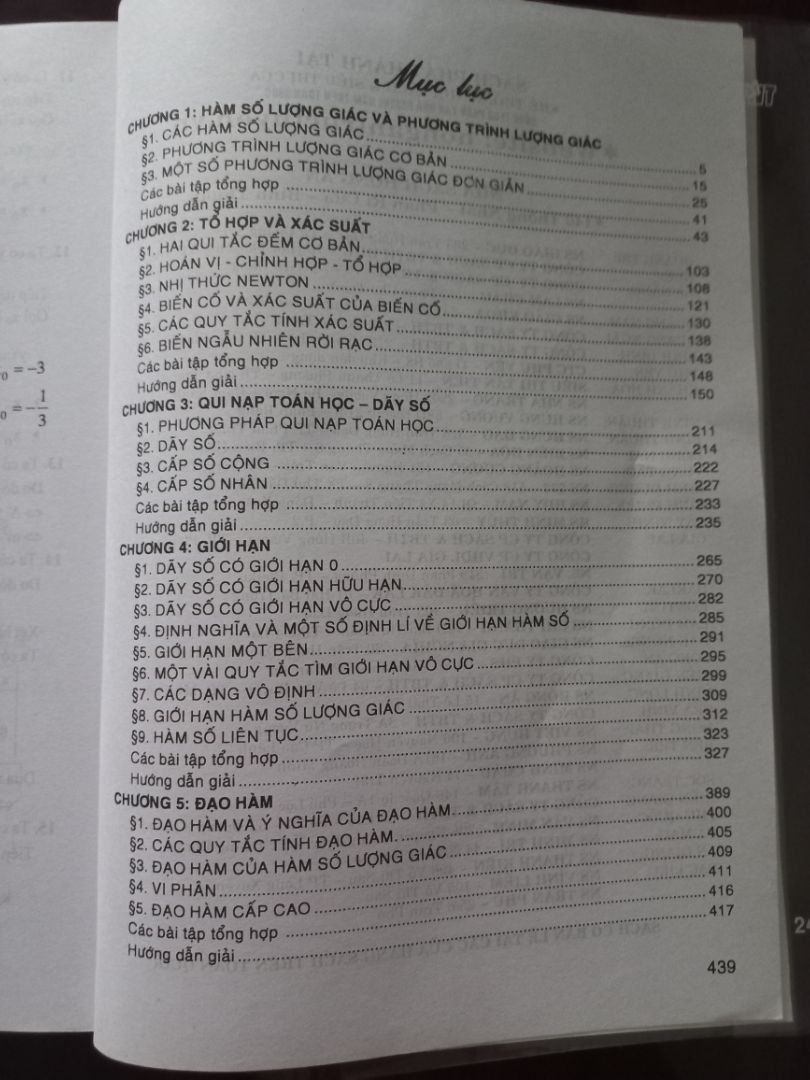 Mục lục
CHƯƠNG 1: HÀM SỐ LƯỢNG GIÁC VÀ PHƯƠNG TRÌNH LƯỢNG GIÁC
§1. CÁC HÀM SỐ LƯỢNG GIÁC 5
§2. PHƯƠNG TRÌNH LƯỢNG GIÁC CƠ BẢN 15
§3. MỘT SỐ PHƯƠNG TRÌNH LƯỢNG GIÁC ĐƠN GIẢN 25
Các bài tập tổng hợp 41
Hướng dẫn giải 43
CHƯƠNG 2: TỔ HỢP VÀ XÁC SUẤT
§1. HAI QUI TẮC ĐẾM CƠ BẢN 103
§2. HOÁN VỊ - CHỈNH HỢP - TỔ HỢP 108
§3. NHỊ THỨC NEWTON 121
§4. BIẾN CỐ VÀ XÁC SUẤT CỦA BIẾN CỐ 130
§5. CÁC QUY TẮC TÍNH XÁC SUẤT 138
§6. BIẾN NGẪU NHIÊN RỜI RẠC 143
Các bài tập tổng hợp 148
Hướng dẫn giải 150
CHƯƠNG 3: QUI NẠP TOÁN HỌC – DÃY SỐ
§1. PHƯƠNG PHÁP QUI NẠP TOÁN HỌC 211
§2. DÃY SỐ 214
§3. CẤP SỐ CỘNG 222
§4. CẤP SỐ NHÂN 227
Các bài tập tổng hợp 233
Hướng dẫn giải 235
CHƯƠNG 4: GIỚI HẠN
§1. DÃY SỐ CÓ GIỚI HẠN 0 265
§2. DÃY SỐ CÓ GIỚI HẠN HỮU HẠN 270
§3. DÃY SỐ CÓ GIỚI HẠN VÔ CỰC 282
§4. ĐỊNH NGHĨA VÀ MỘT SỐ ĐỊNH LÍ VỀ GIỚI HẠN HÀM SỐ 285
§5. GIỚI HẠN MỘT BÊN 291
§6. MỘT VÀI QUY TẮC TÌM GIỚI HẠN VÔ CỰC 295
§7. CÁC DẠNG VÔ ĐỊNH 299
§8. GIỚI HẠN HÀM SỐ LƯỢNG GIÁC 309
§9. HÀM SỐ LIÊN TỤC 312
Các bài tập tổng hợp 323
Hướng dẫn giải 327
CHƯƠNG 5: ĐẠO HÀM
§1. ĐẠO HÀM VÀ Ý NGHĨA CỦA ĐẠO HÀM 389
§2. CÁC QUY TẮC TÍNH ĐẠO HÀM. 400
§3. ĐẠO HÀM CỦA HÀM SỐ LƯỢNG GIÁC 405
§4. VI PHÂN 409
§5. ĐẠO HÀM CẤP CAO 411
Các bài tập tổng hợp 416
Hướng dẫn giải 417
439
0 = −3
0 = −1/3